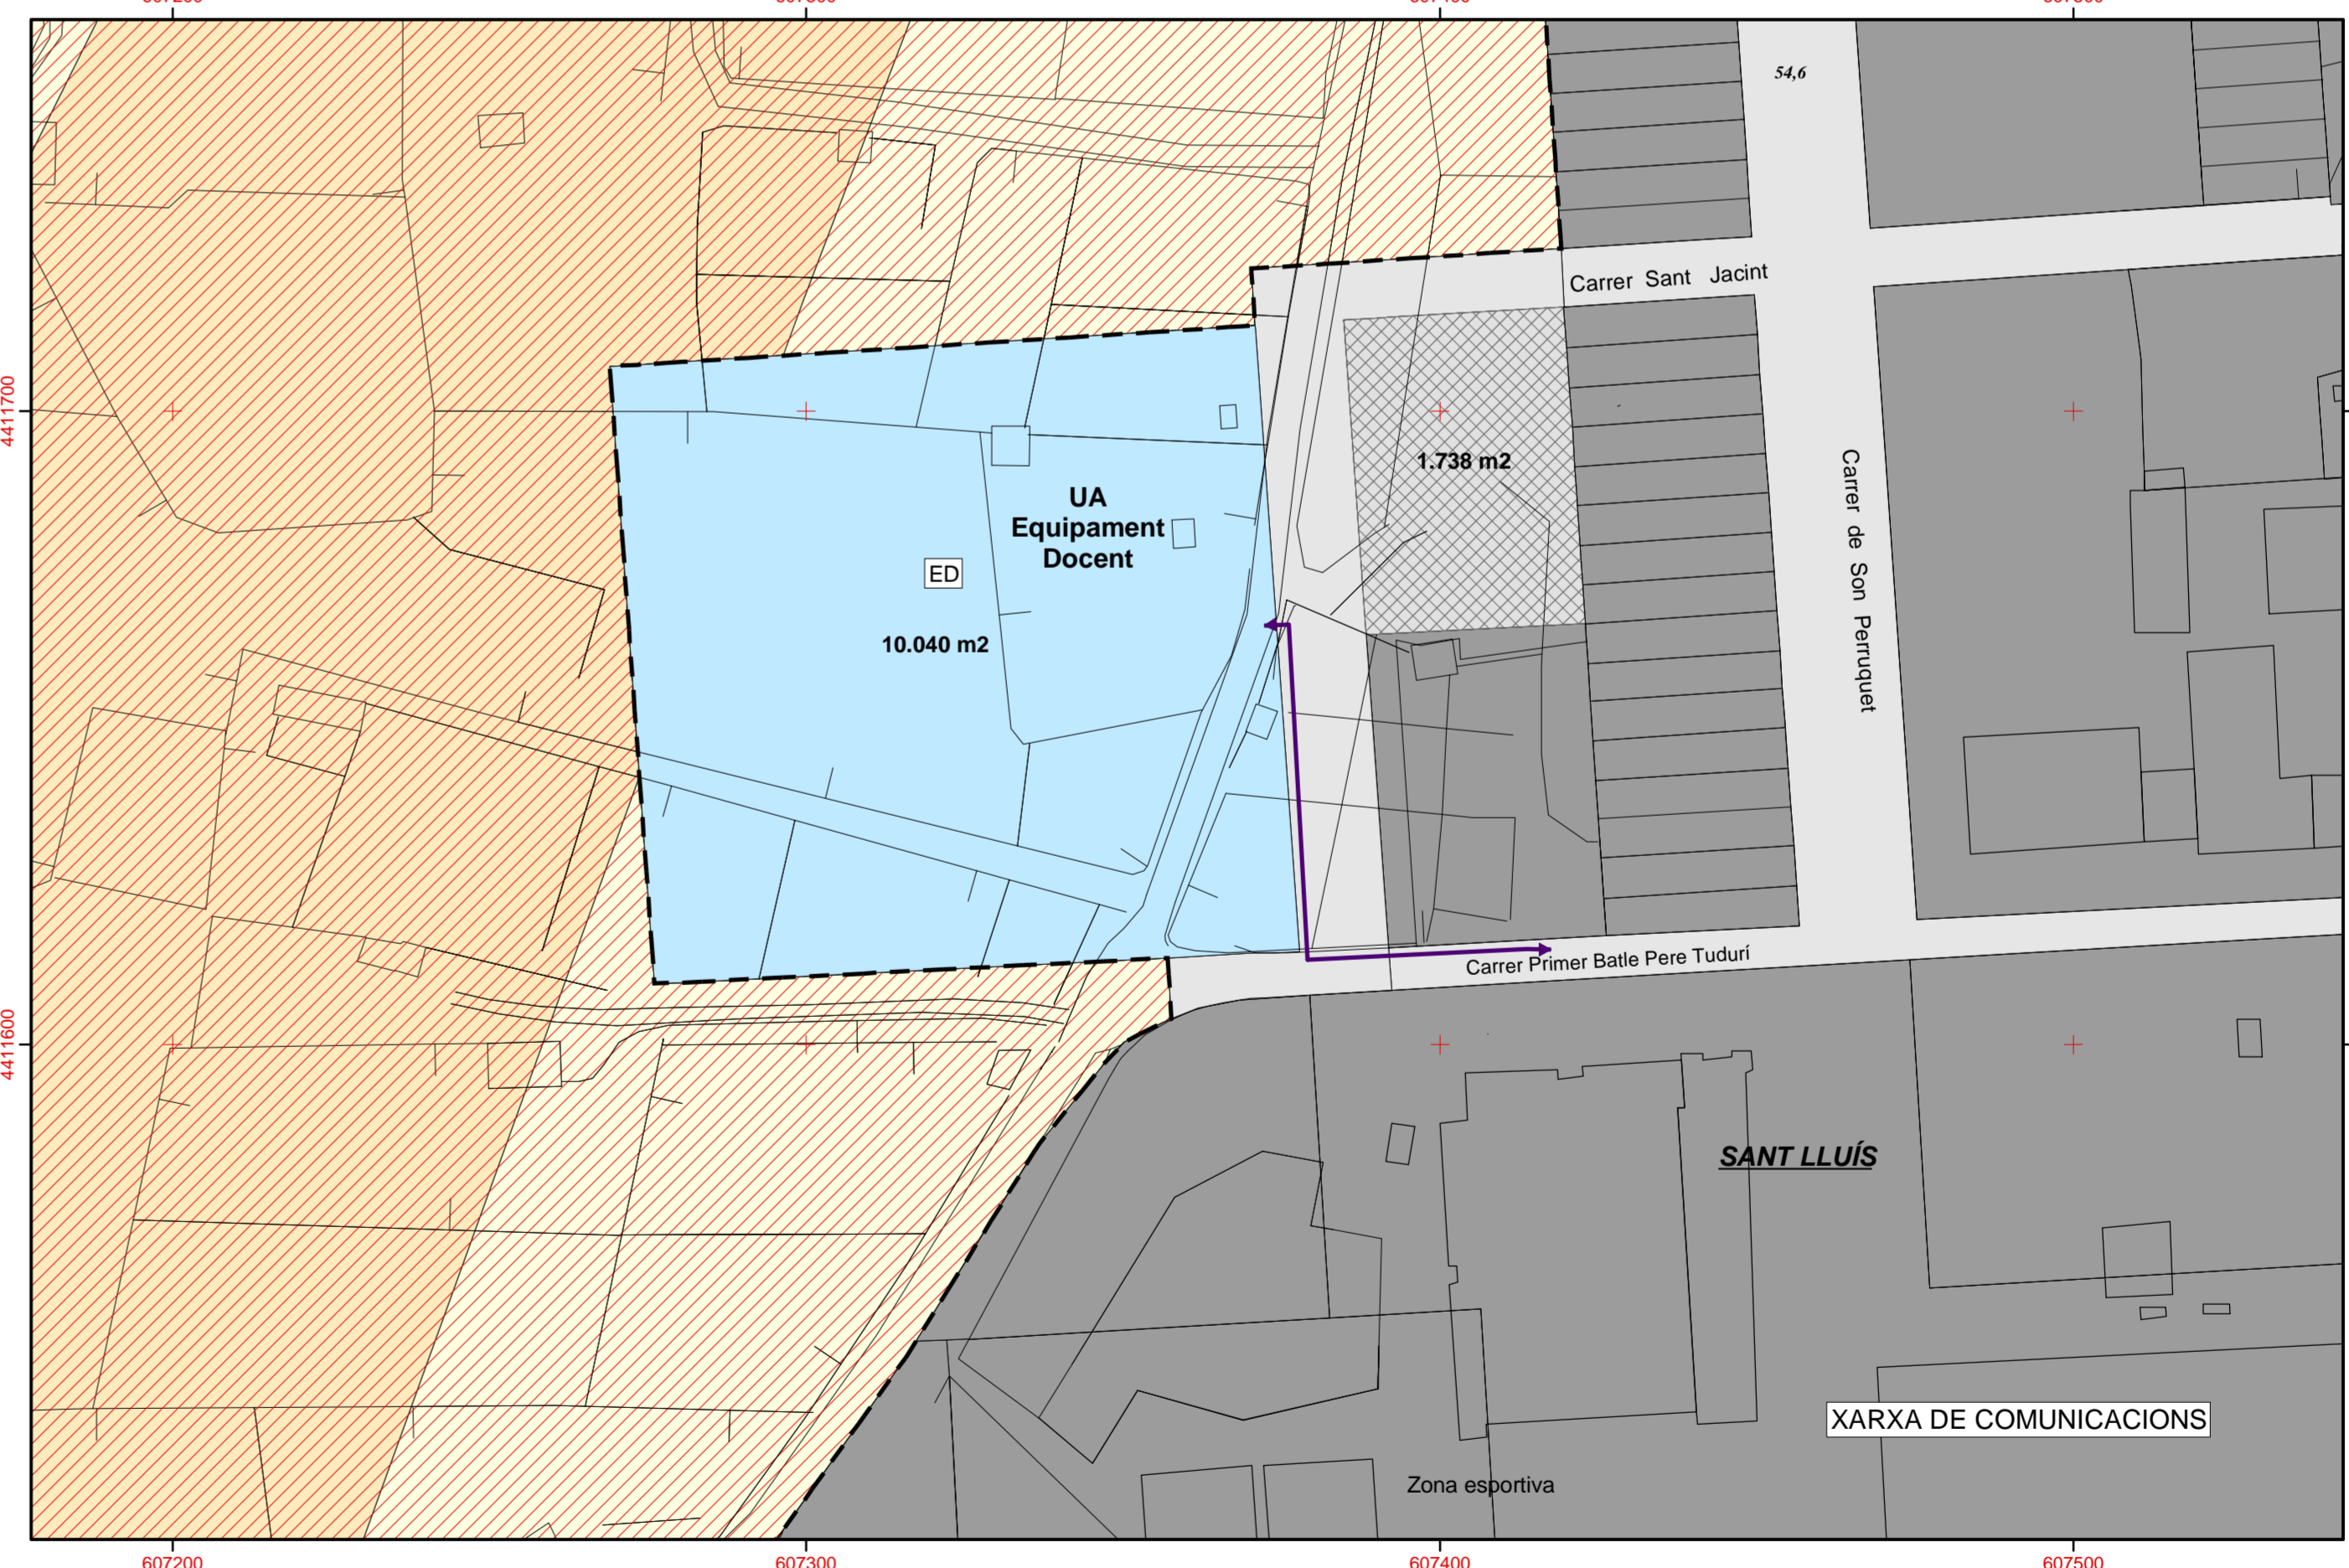 54,6
Carrer Sant Jacint
4411700
1.738 m2
Carrer de Son Perruquet
UA
Equipament
Docent
ED
10.040 m2
Carrer Primer Batle Pere Tudurí
4411600
SANT LLUÍS
XARXA DE COMUNICACIONS
Zona esportiva
607200
607300
607400
607500